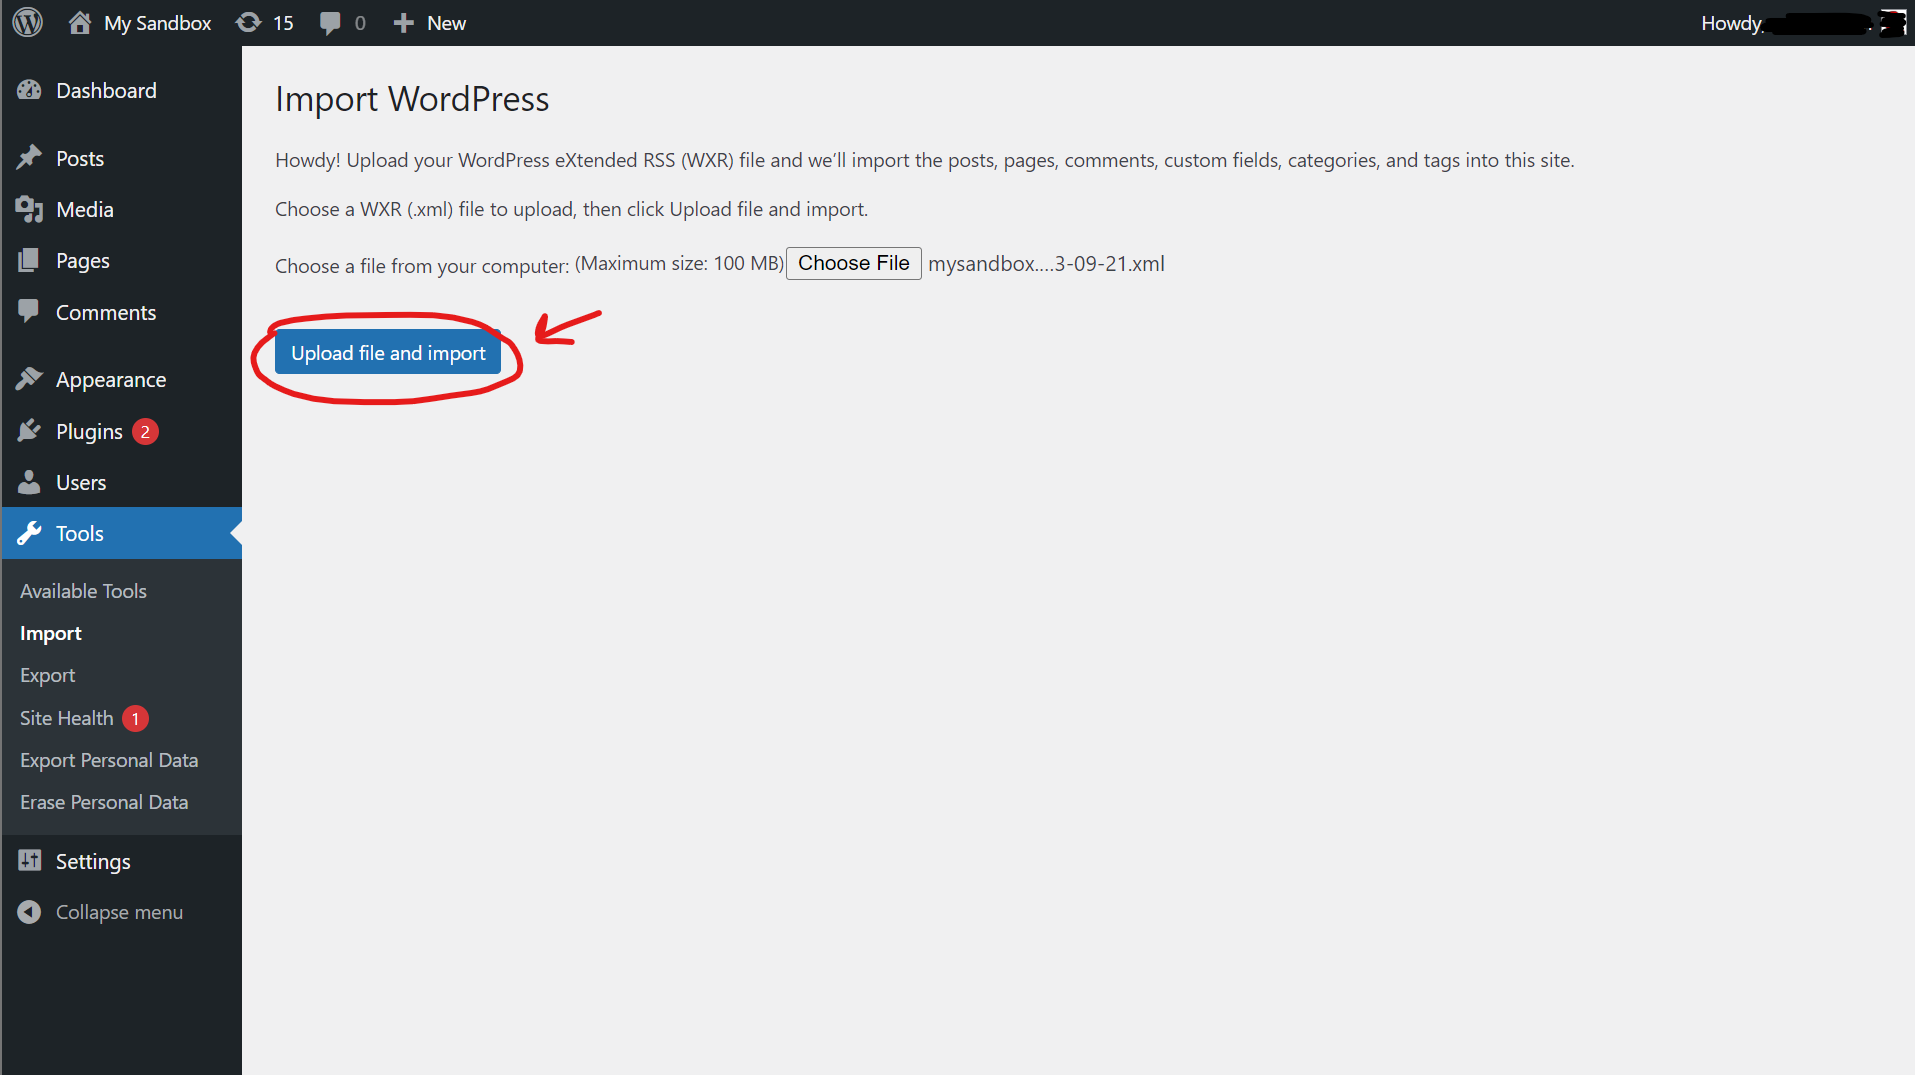 My Sandbox 15 0 New Howdy,
Dashboard
Posts
Media
Pages
Comments
Appearance
Plugins 2
Users
Tools
Available Tools
Import
Export
Site Health 1
Export Personal Data
Erase Personal Data
Settings
Collapse menu
Import WordPress
Howdy! Upload your WordPress eXtended RSS (WXR) file and we’ll import the posts, pages, comments, custom fields, categories, and tags into this site.
Choose a WXR (.xml) file to upload, then click Upload file and import.
Choose a file from your computer: (Maximum size: 100 MB) Choose File mysandbox....3-09-21.xml
Upload file and import